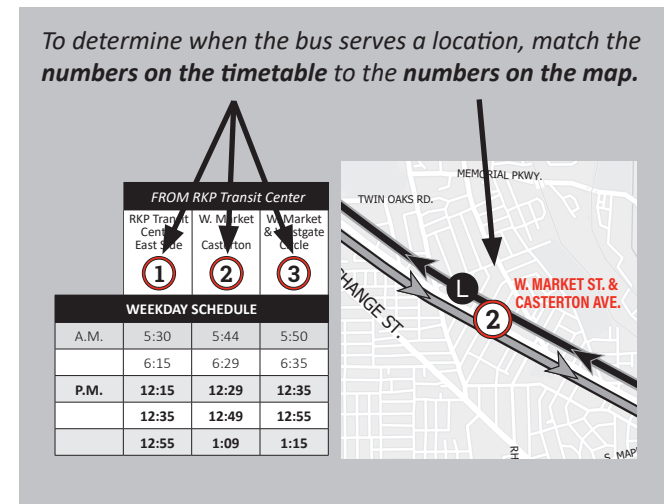 To determine when the bus serves a location, match the
numbers on the timetable to the numbers on the map.
FROM RKP Transit Center
RKP Transit
Center
East Side
1
W. Market
Casterton
2
W. Market
& Westgate
Circle
3
WEEKDAY SCHEDULE
A.M. 5:30 5:44 5:50
6:15 6:29 6:35
P.M. 12:15 12:29 12:35
12:35 12:49 12:55
12:55 1:09 1:15
MEMORIAL PKWY.
TWIN OAKS RD.
L
W. MARKET ST. &
CASTERTON AVE.
2
CHANGE ST.
RH
S. MAP